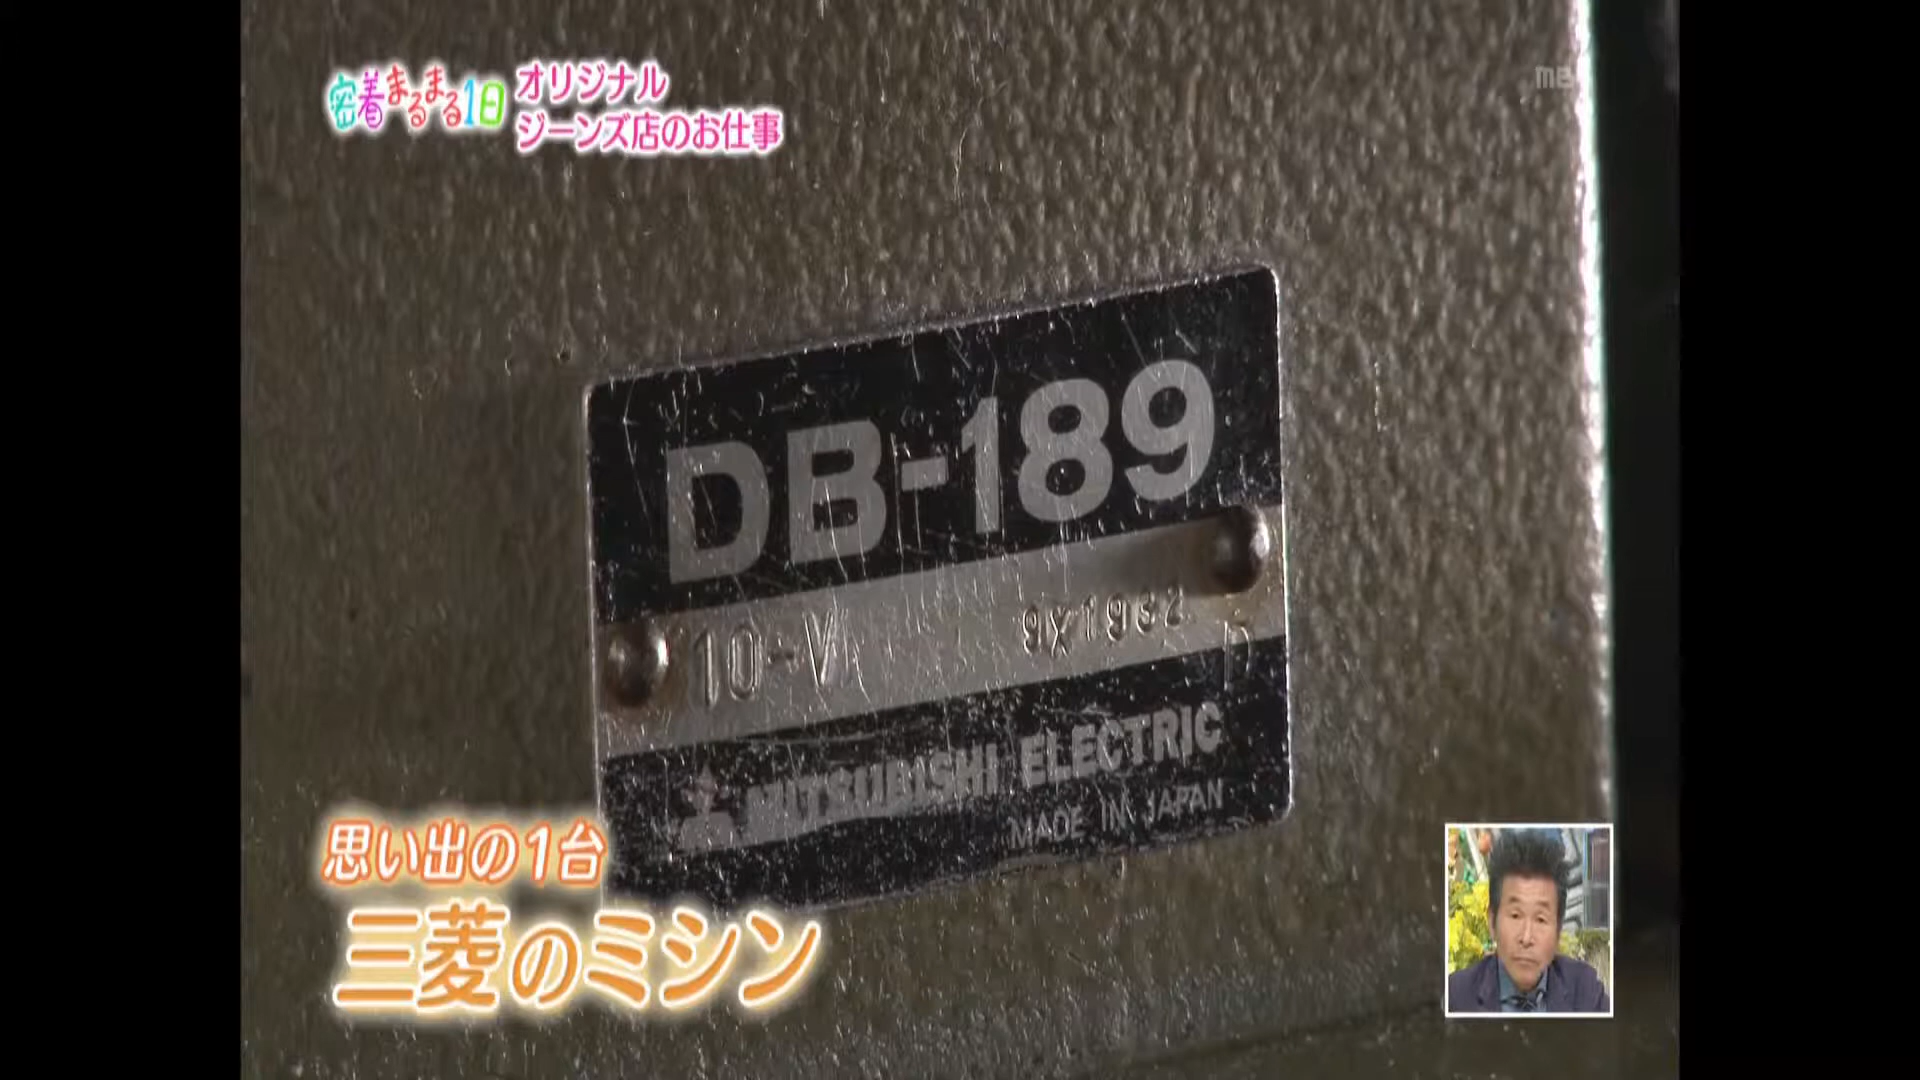 密着まるまる1日
オリジナル
ジーンズ店のお仕事
DB-189
10-V
MITSUBISHI ELECTRIC
MADE IN JAPAN
思い出の1台
三菱のミシン